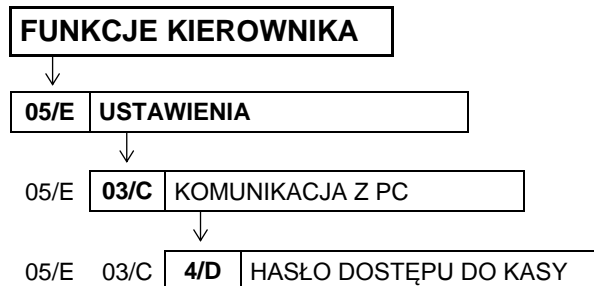 FUNKCJE KIEROWNIKA
05/E USTAWIENIA
05/E 03/C KOMUNIKACJA Z PC
05/E 03/C 4/D HASŁO DOSTĘPU DO KASY